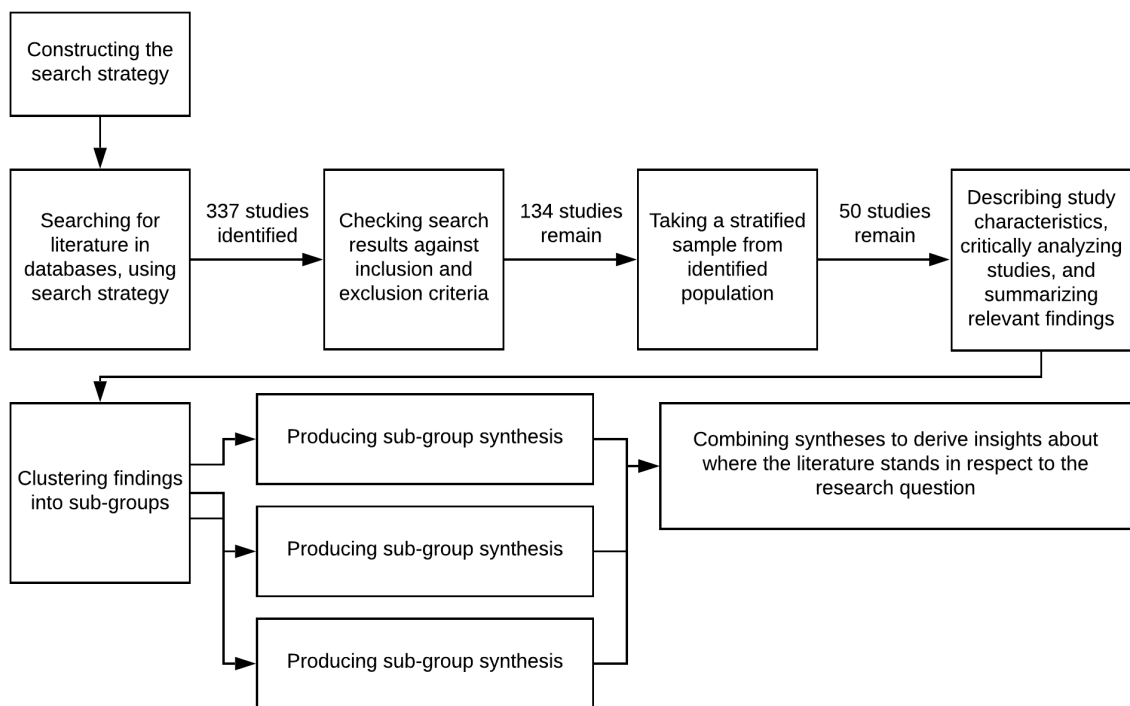 Constructing the
search strategy
Searching for
literature in
databases, using
search strategy
337 studies
identified
Checking search
results against
inclusion and
exclusion criteria
134 studies
remain
Taking a stratified
sample from
identified
population
50 studies
remain
Describing study
characteristics,
critically analyzing
studies, and
summarizing
relevant findings
Clustering findings
into sub-groups
Producing sub-group synthesis
Producing sub-group synthesis
Producing sub-group synthesis
Combining syntheses to derive insights about
where the literature stands in respect to the
research question